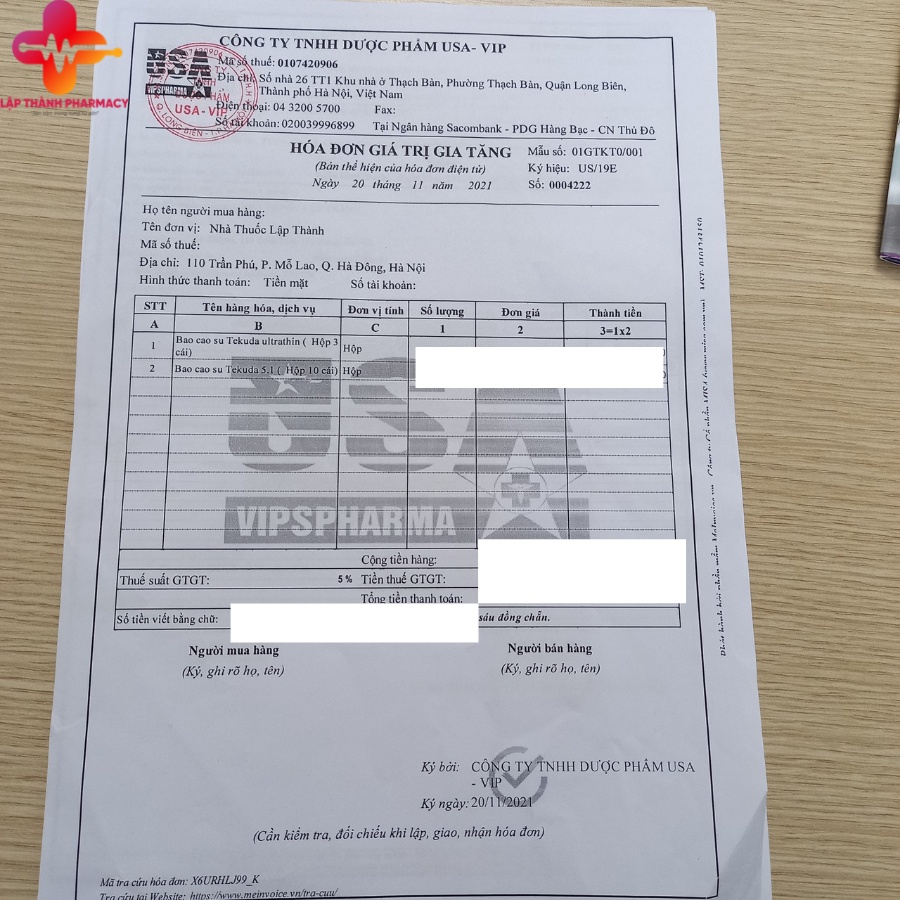 LẬP THÀNH PHARMACY
CÔNG TY TNHH DƯỢC PHẨM USA- VIP
Mã số thuế: 0107420906
Địa chỉ: Số nhà 26 TT1 Khu nhà ở Thạch Bàn, Phường Thạch Bàn, Quận Long Biên,
Thành phố Hà Nội, Việt Nam
Điện thoại: 04 3200 5700 Fax:
Số tài khoản: 020039996899 Tại Ngân hàng Sacombank - PDG Hàng Bạc - CN Thủ Đô
USA
VIPSPHARMA
USA - VIP
HÓA ĐƠN GIÁ TRỊ GIA TĂNG
(Bản thể hiện của hóa đơn điện tử)
Ngày 20 tháng 11 năm 2021
Mẫu số: 01GTKT0/001
Ký hiệu: US/19E
Số: 0004222
Họ tên người mua hàng:
Tên đơn vị: Nhà Thuốc Lập Thành
Mã số thuế:
Địa chỉ: 110 Trần Phú, P. Mỗ Lao, Q. Hà Đông, Hà Nội
Hình thức thanh toán: Tiền mặt Số tài khoản:
STT Tên hàng hóa, dịch vụ Đơn vị tính Số lượng Đơn giá Thành tiền
A B C 1 2 3=1x2
1 Bao cao su Tekuda ultrathin ( Hộp 3 Hộp
cái)
2 Bao cao su Tekuda 5.1 ( Hộp 10 cái) Hộp
USA
VIPSPHARMA
Cộng tiền hàng:
Thuế suất GTGT: 5 % Tiền thuế GTGT:
Tổng tiền thanh toán:
Số tiền viết bằng chữ: sáu đồng chẵn.
Người mua hàng Người bán hàng
(Ký, ghi rõ họ, tên) (Ký, ghi rõ họ, tên)
Ký bởi: CÔNG TY TNHH DƯỢC PHẨM USA
- VIP
Ký ngày: 20/11/2021
(Cần kiểm tra, đối chiếu khi lập, giao, nhận hóa đơn)
Mã tra cứu hóa đơn: X6URHLJ99_K
Tra cứu tại Website: https://www.meinvoice.vn/tra-cuu/